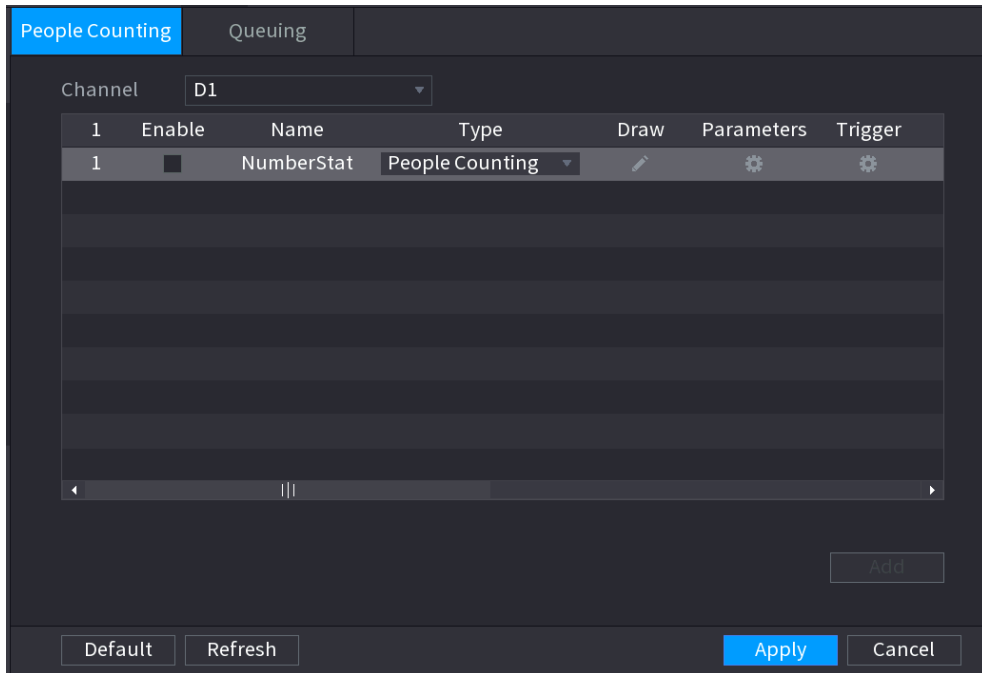 People Counting Queuing
Channel D1
1 Enable Name Type Draw Parameters Trigger
1 NumberStat People Counting
Add
Default Refresh Apply Cancel